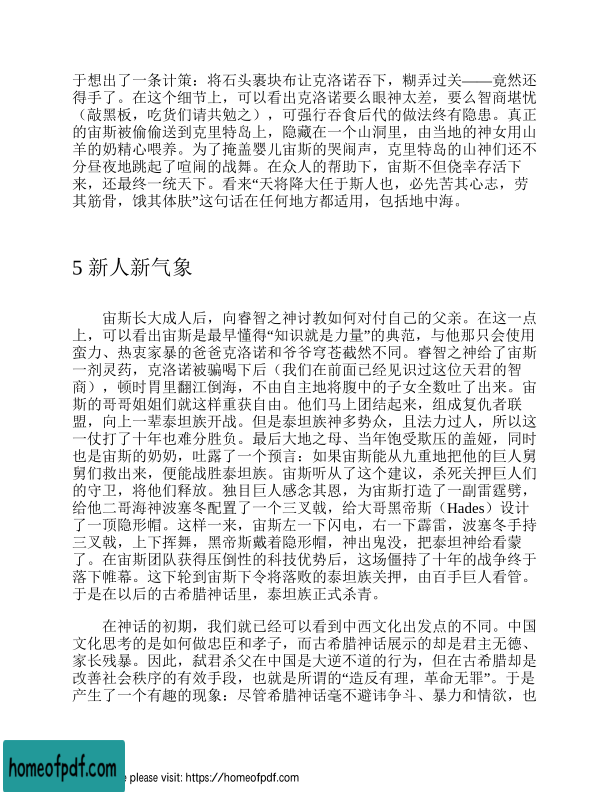 于想出了一条计策：将石头裹块布让克洛诺吞下，糊弄过关——竟然还
得手了。在这个细节上，可以看出克洛诺要么眼神太差，要么智商堪忧
（敲黑板，吃货们请共勉之），可强行吞食后代的做法终有隐患。真正
的宙斯被偷偷送到克里特岛上，隐藏在一个山洞里，由当地的神女用山
羊的奶精心喂养。为了掩盖婴儿宙斯的哭闹声，克里特岛的山神们还不
分昼夜地跳起了喧闹的战舞。在众人的帮助下，宙斯不但侥幸存活下
来，还最终一统天下。看来“天将降大任于斯人也，必先苦其心志，劳
其筋骨，饿其体肤”这句话在任何地方都适用，包括地中海。
5 新人新气象
宙斯长大成人后，向睿智之神讨教如何对付自己的父亲。在这一点
上，可以看出宙斯是最早懂得“知识就是力量”的典范，与他那只会使用
蛮力、热衷家暴的爸爸克洛诺和爷爷穹苍截然不同。睿智之神给了宙斯
一剂灵药，克洛诺被骗喝下后（我们在前面已经见识过这位天君的智
商），顿时胃里翻江倒海，不由自主地将腹中的子女全数吐了出来。宙
斯的哥哥姐姐们就这样重获自由。他们马上团结起来，组成复仇者联
盟，向上一辈泰坦族开战。但是泰坦族神多势众，且法力过人，所以这
一仗打了十年也难分胜负。最后大地之母、当年饱受欺压的盖娅，同时
也是宙斯的奶奶，吐露了一个预言：如果宙斯能从九重地把他的巨人舅
舅们救出来，便能战胜泰坦族。宙斯听从了这个建议，杀死关押巨人们
的守卫，将他们释放。独目巨人感念其恩，为宙斯打造了一副雷霆劈，
给他二哥海神波塞冬配置了一个三叉戟，给大哥黑帝斯（Hades）设计
了一顶隐形帽。这样一来，宙斯左一下闪电，右一下霹雳，波塞冬手持
三叉戟，上下挥舞，黑帝斯戴着隐形帽，神出鬼没，把泰坦神给看蒙
了。在宙斯团队获得压倒性的科技优势后，这场僵持了十年的战争终于
落下帷幕。这下轮到宙斯下令将落败的泰坦族关押，由百手巨人看管。
于是在以后的古希腊神话里，泰坦族正式杀青。
在神话的初期，我们就已经可以看到中西文化出发点的不同。中国
文化思考的是如何做忠臣和孝子，而古希腊神话展示的却是君主无德、
家长残暴。因此，弑君杀父在中国是大逆不道的行为，但在古希腊却是
改善社会秩序的有效手段，也就是所谓的“造反有理，革命无罪”。于是
产生了一个有趣的现象：尽管希腊神话毫不避讳争斗、暴力和情欲，也
homeofpdf.com
e please visit: https://homeofpdf.com